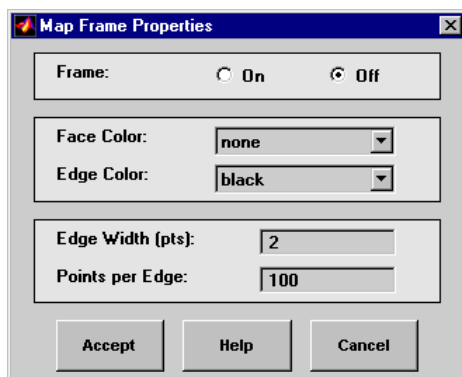 Map Frame Properties
Frame: On Off
Face Color: none
Edge Color: black
Edge Width (pts): 2
Points per Edge: 100
Accept Help Cancel